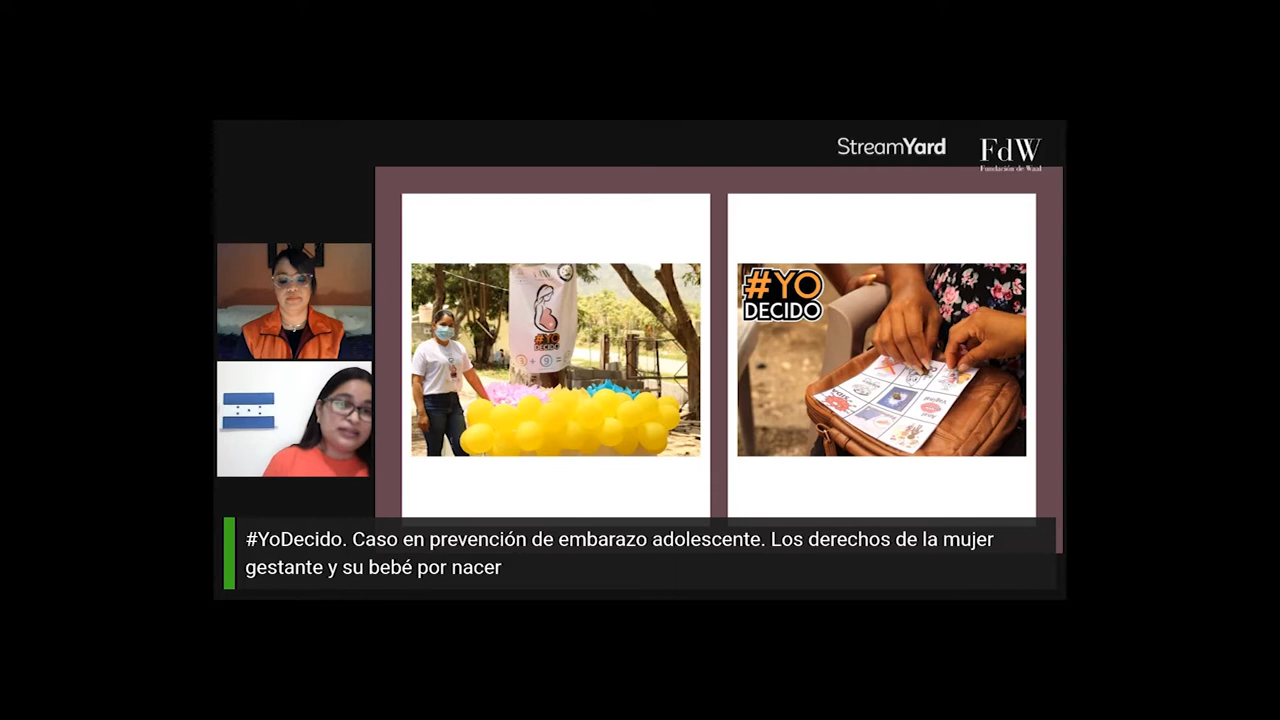 StreamYard
FdW
Fundación de Waal
#YO
DECIDO
#YO
DECIDO
#YoDecido. Caso en prevención de embarazo adolescente. Los derechos de la mujer
gestante y su bebé por nacer